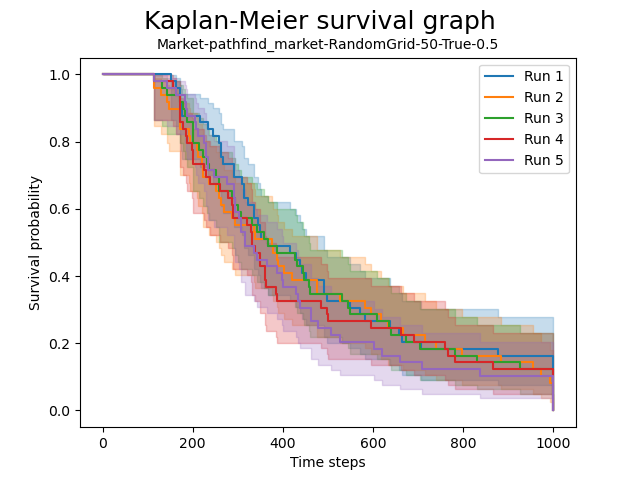 Kaplan-Meier survival graph
Market-pathfind_market-RandomGrid-50-True-0.5
Survival probability
1.0
0.8
0.6
0.4
0.2
0.0
Run 1
Run 2
Run 3
Run 4
Run 5
0 200 400 600 800 1000
Time steps